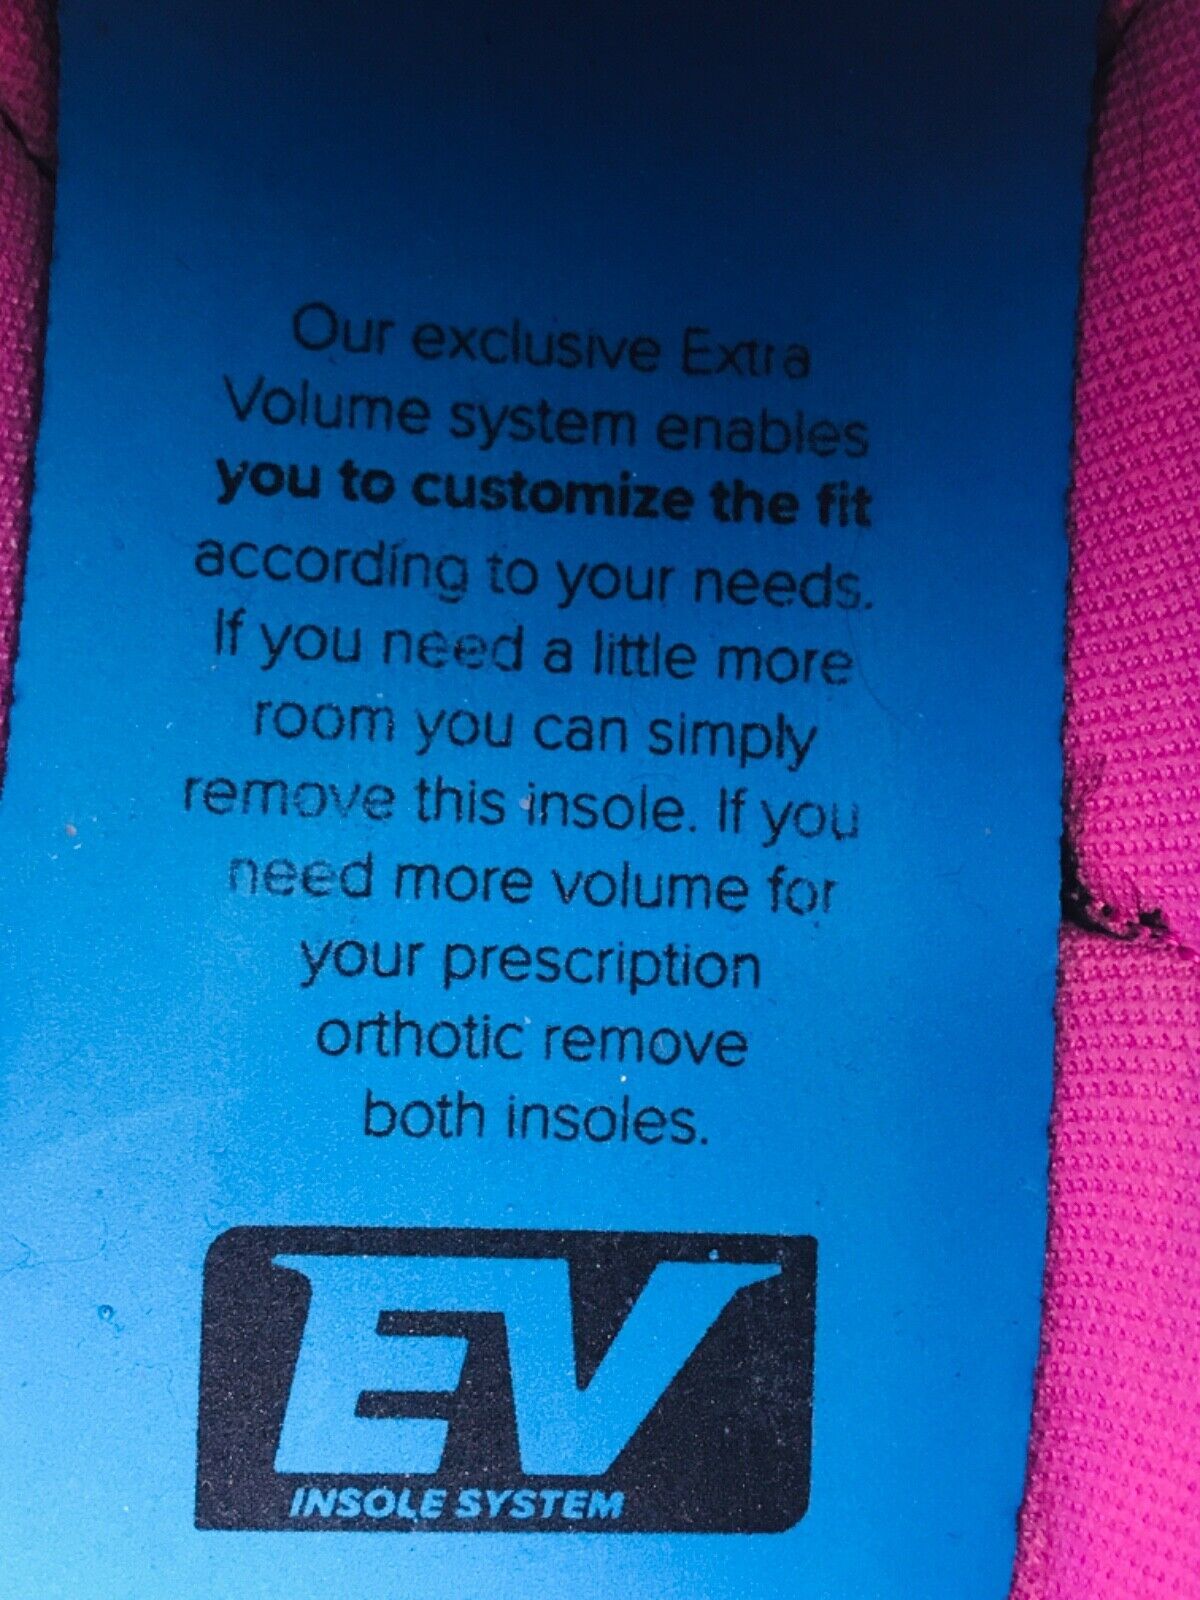 Our exclusive Extra
Volume system enables
you to customize the fit
according to your needs.
If you need a little more
room you can simply
remove this insole. If you
need more volume for
your prescription
orthotic remove
both insoles.
EV
INSOLE SYSTEM